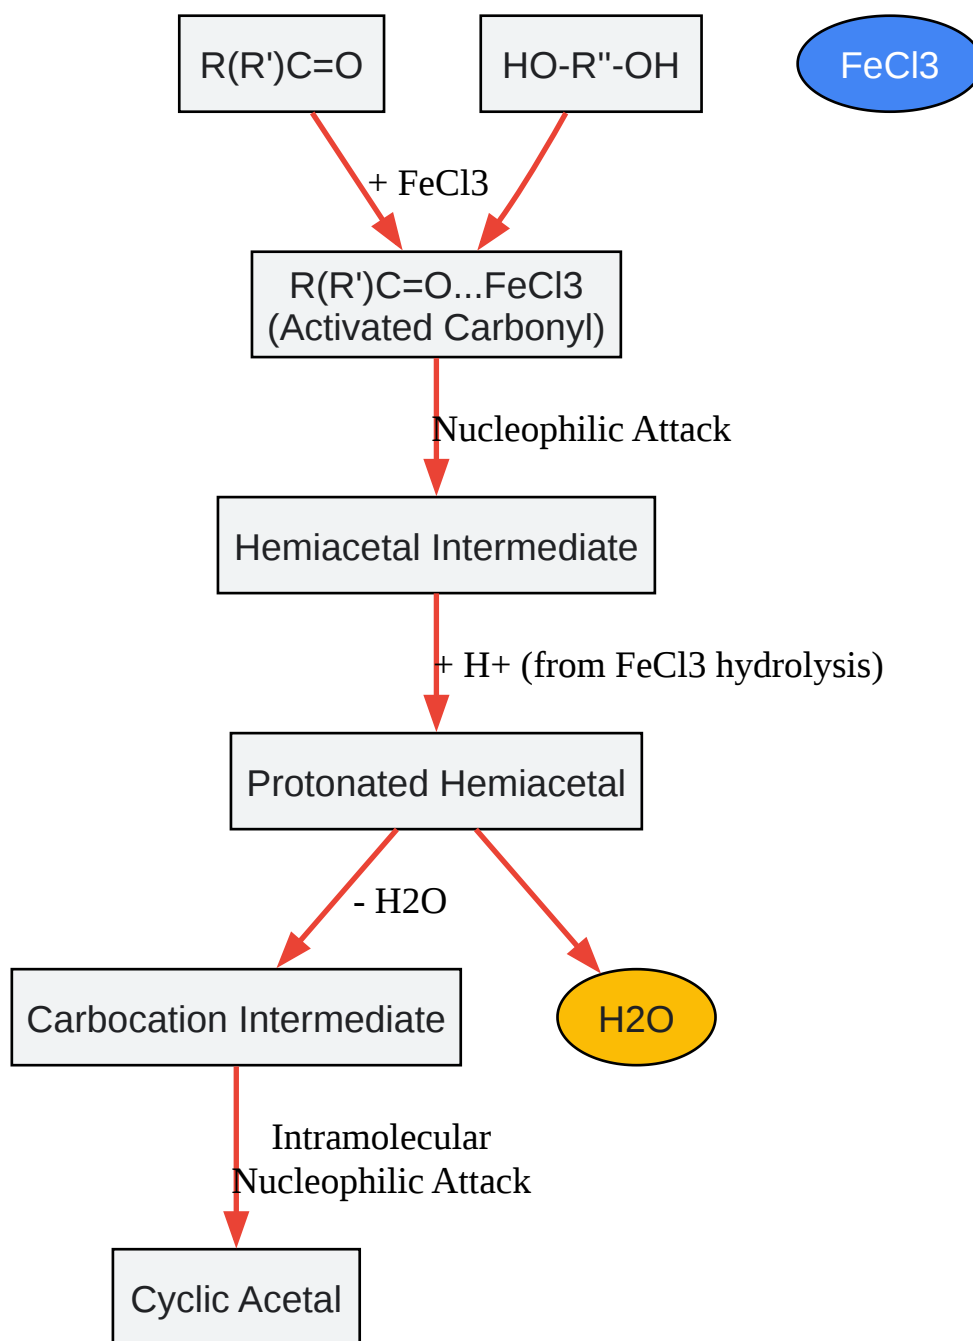 R(R')C=O
HO-R''-OH
FeCl3
+ FeCl3
R(R')C=O...FeCl3
(Activated Carbonyl)
Nucleophilic Attack
Hemiacetal Intermediate
+ H+ (from FeCl3 hydrolysis)
Protonated Hemiacetal
- H2O
Carbocation Intermediate
H2O
Intramolecular
Nucleophilic Attack
Cyclic Acetal